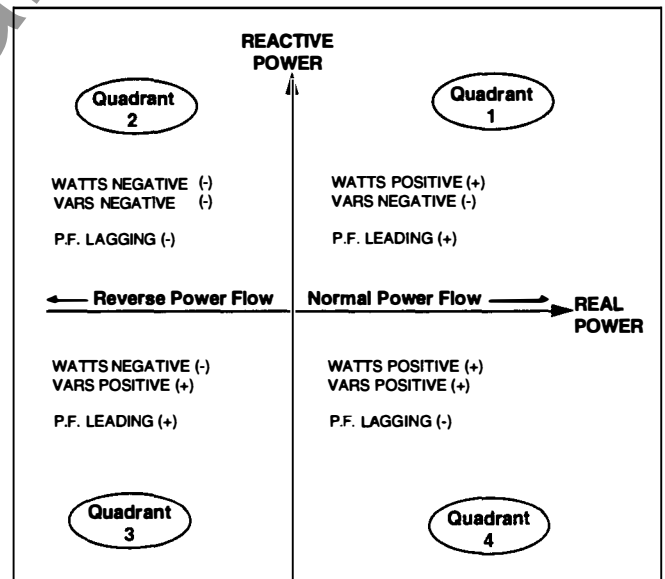 REACTIVE
POWER
Quadrant
2
Quadrant
1
WATTS NEGATIVE (-)
VARS NEGATIVE (-)
P.F. LAGGING (-)
WATTS POSITIVE (+)
VARS NEGATIVE (-)
P.F. LEADING (+)
Reverse Power Flow
Normal Power Flow
REAL
POWER
WATTS NEGATIVE (-)
VARS POSITIVE (+)
P.F. LEADING (+)
WATTS POSITIVE (+)
VARS POSITIVE (+)
P.F. LAGGING (-)
Quadrant
3
Quadrant
4